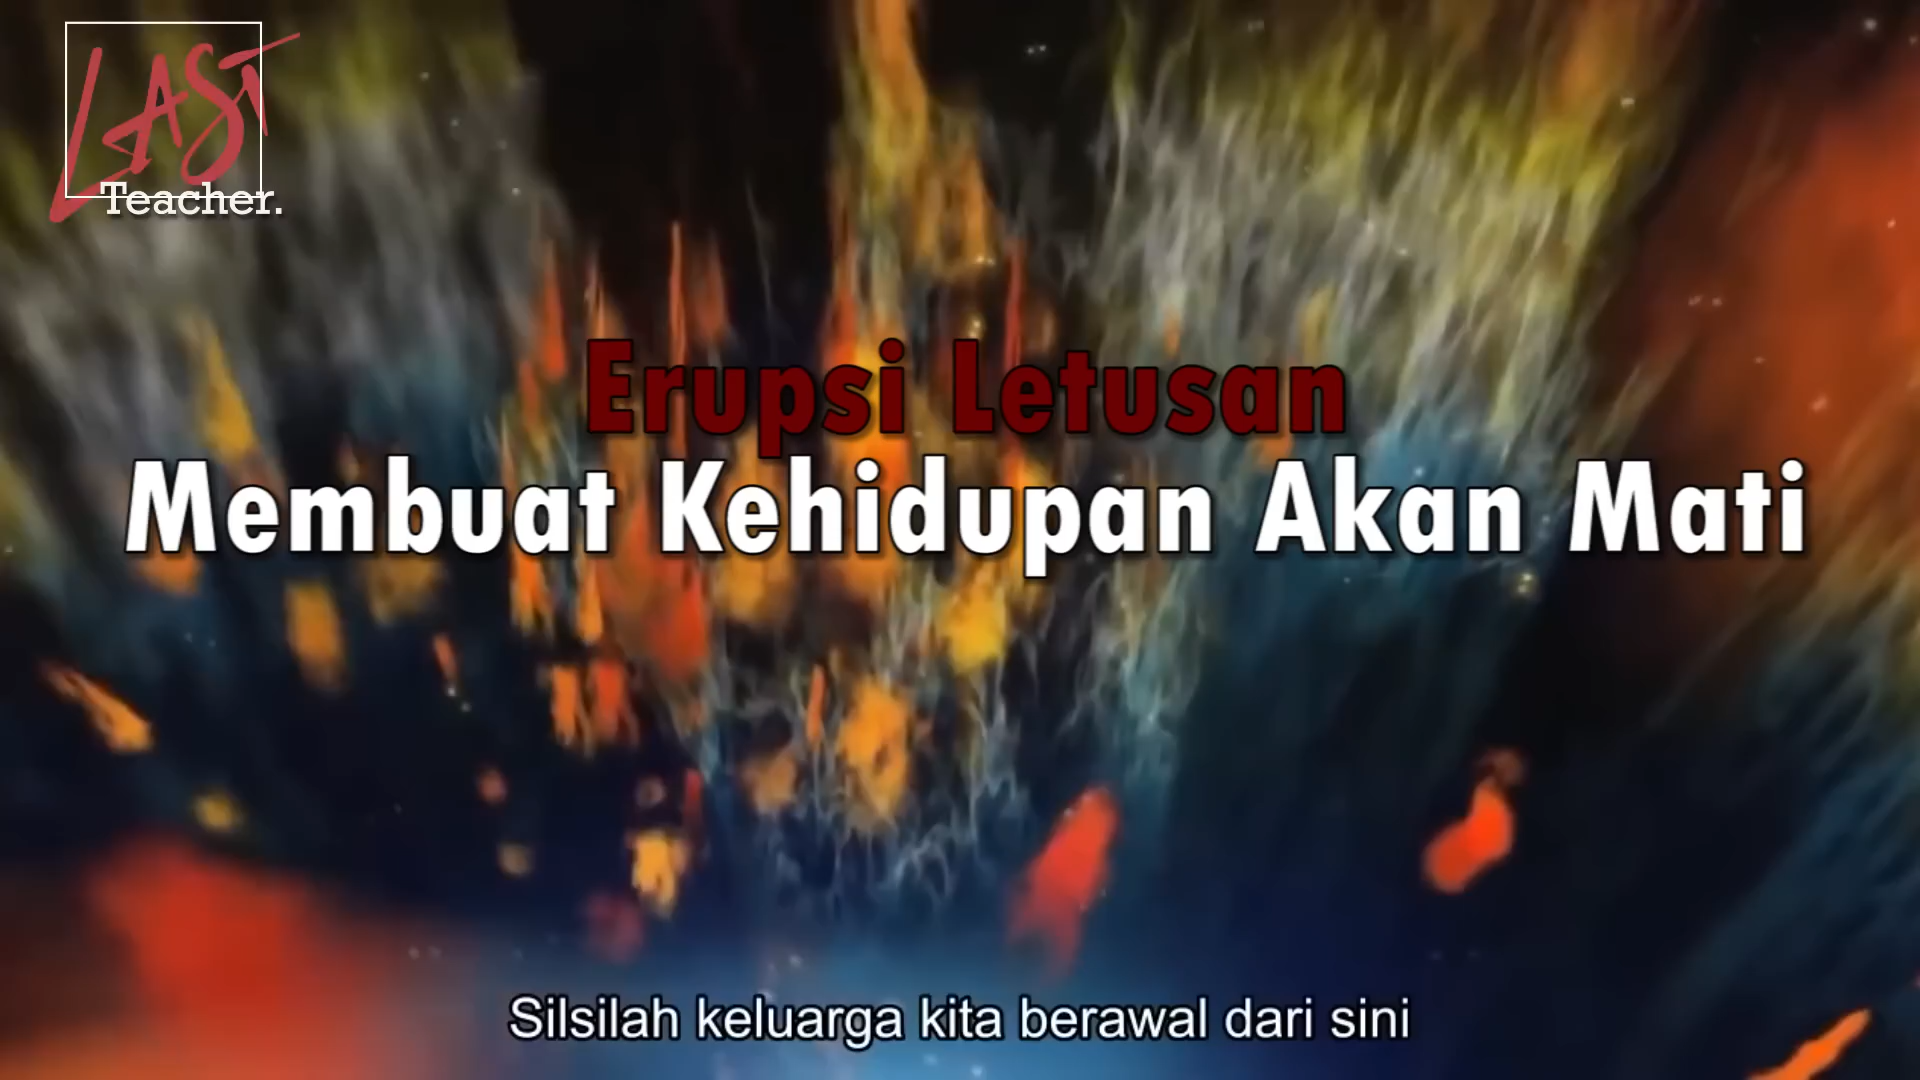 LAST
Teacher.
Erupsi Letusan
Membuat Kehidupan Akan Mati
Silsilah keluarga kita berawal dari sini